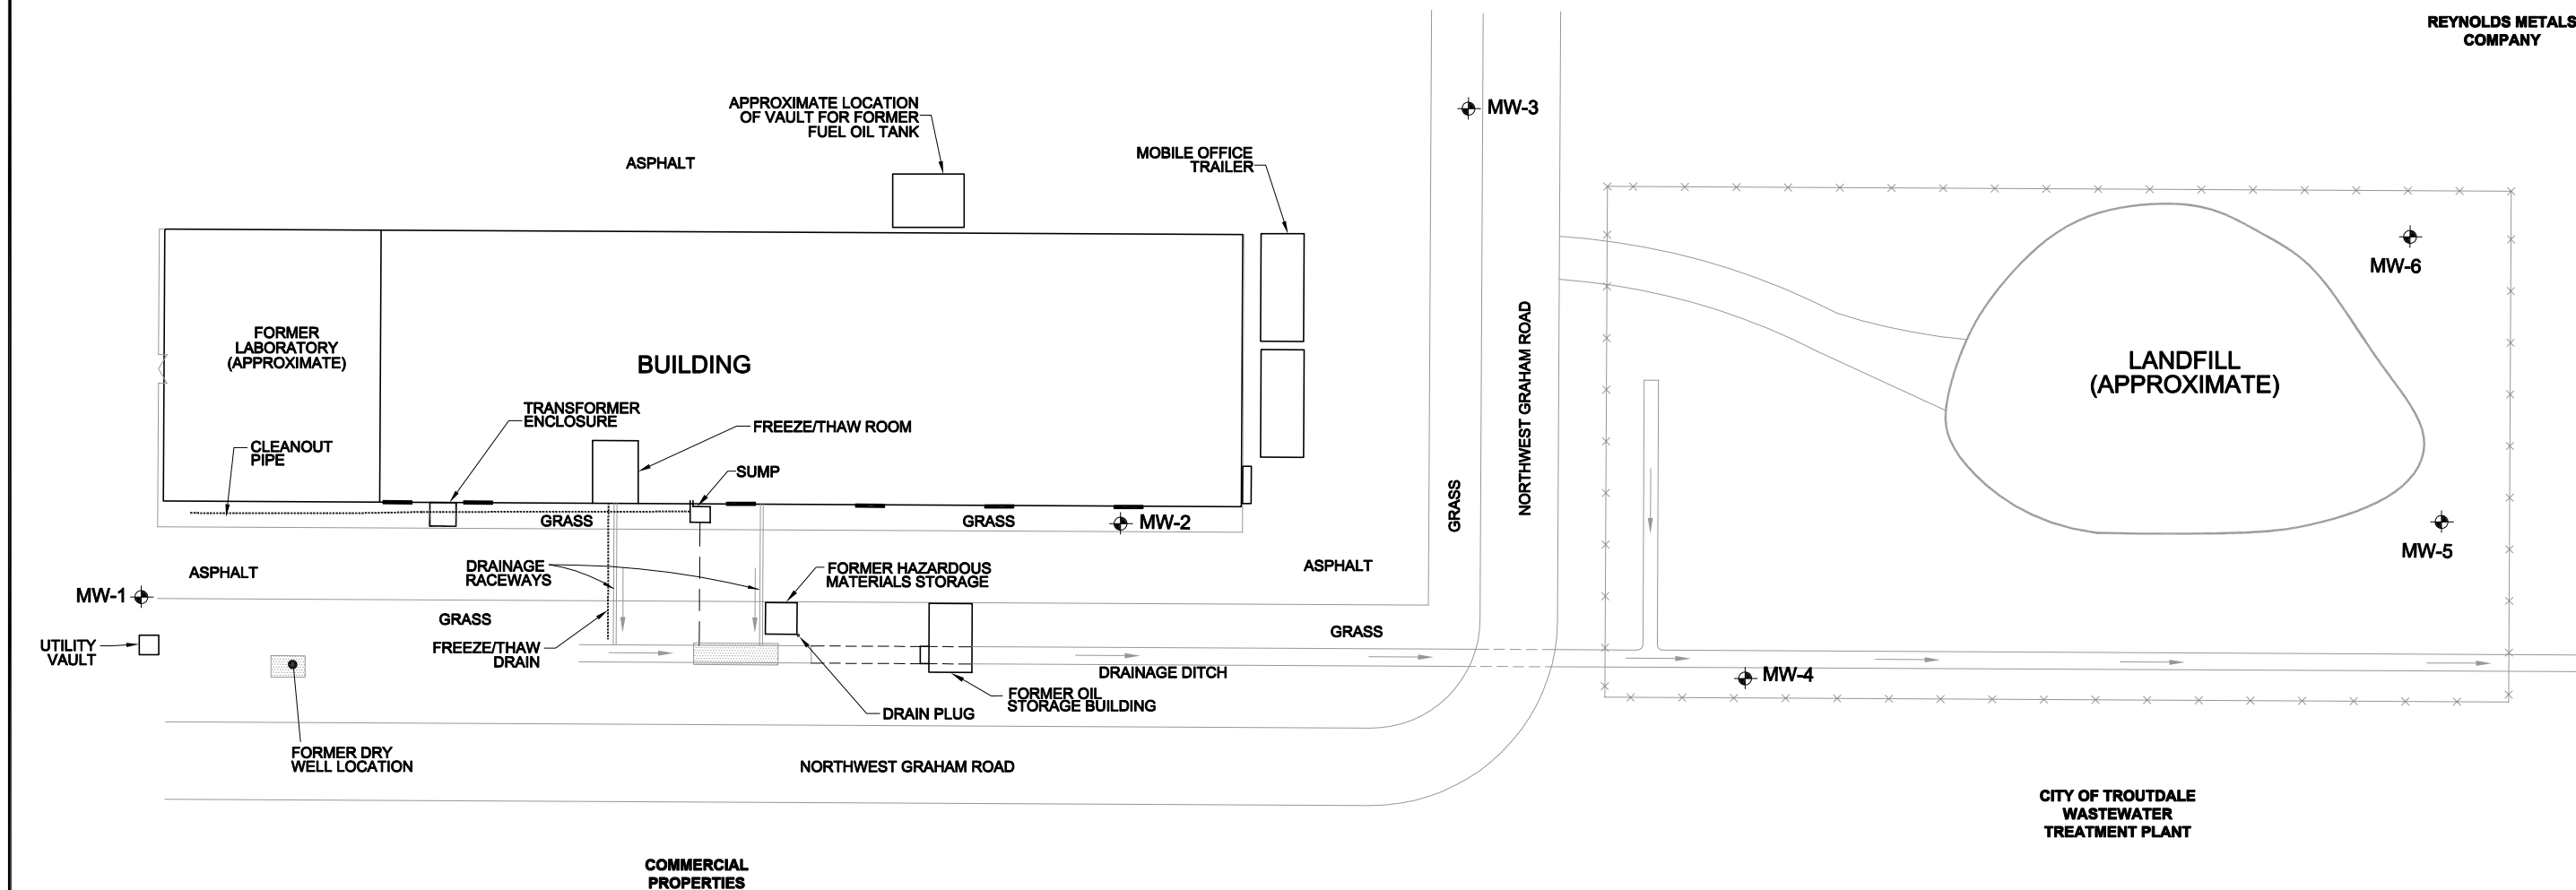 REYNOLDS METALS
COMPANY
APPROXIMATE LOCATION
OF VAULT FOR FORMER
FUEL OIL TANK
MW-3
ASPHALT
MOBILE OFFICE
TRAILER
MW-6
FORMER
LABORATORY
(APPROXIMATE)
BUILDING
NORTHWEST GRAHAM ROAD
LANDFILL
(APPROXIMATE)
TRANSFORMER
ENCLOSURE
FREEZE/THAW ROOM
CLEANOUT
PIPE
SUMP
GRASS
GRASS
GRASS
MW-2
MW-5
ASPHALT
DRAINAGE
RACEWAYS
FORMER HAZARDOUS
MATERIALS STORAGE
ASPHALT
MW-1
GRASS
GRASS
UTILITY
VAULT
FREEZE/THAW
DRAIN
DRAINAGE DITCH
MW-4
FORMER OIL
STORAGE BUILDING
DRAIN PLUG
FORMER DRY
WELL LOCATION
NORTHWEST GRAHAM ROAD
CITY OF TROUTDALE
WASTEWATER
TREATMENT PLANT
COMMERCIAL
PROPERTIES